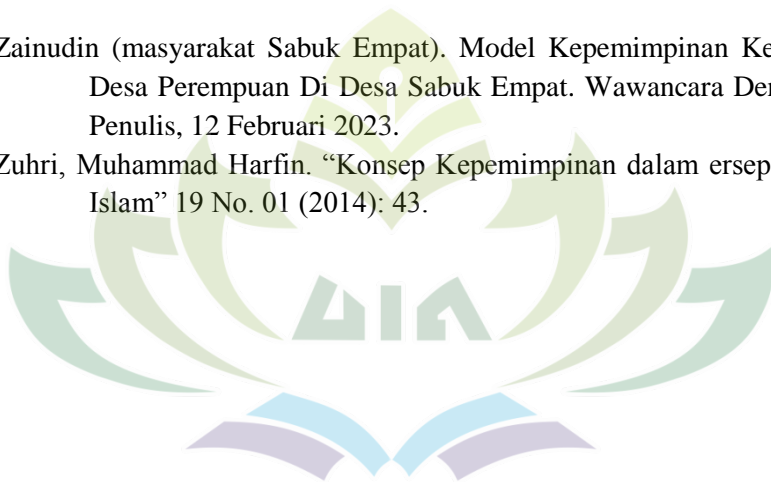 Zainudin (masyarakat Sabuk Empat). Model Kepemimpinan Ke
Desa Perempuan Di Desa Sabuk Empat. Wawancara Der
Penulis, 12 Februari 2023.
Zuhri, Muhammad Harfin. “Konsep Kepemimpinan dalam ersep
Islam” 19 No. 01 (2014): 43.
UIN